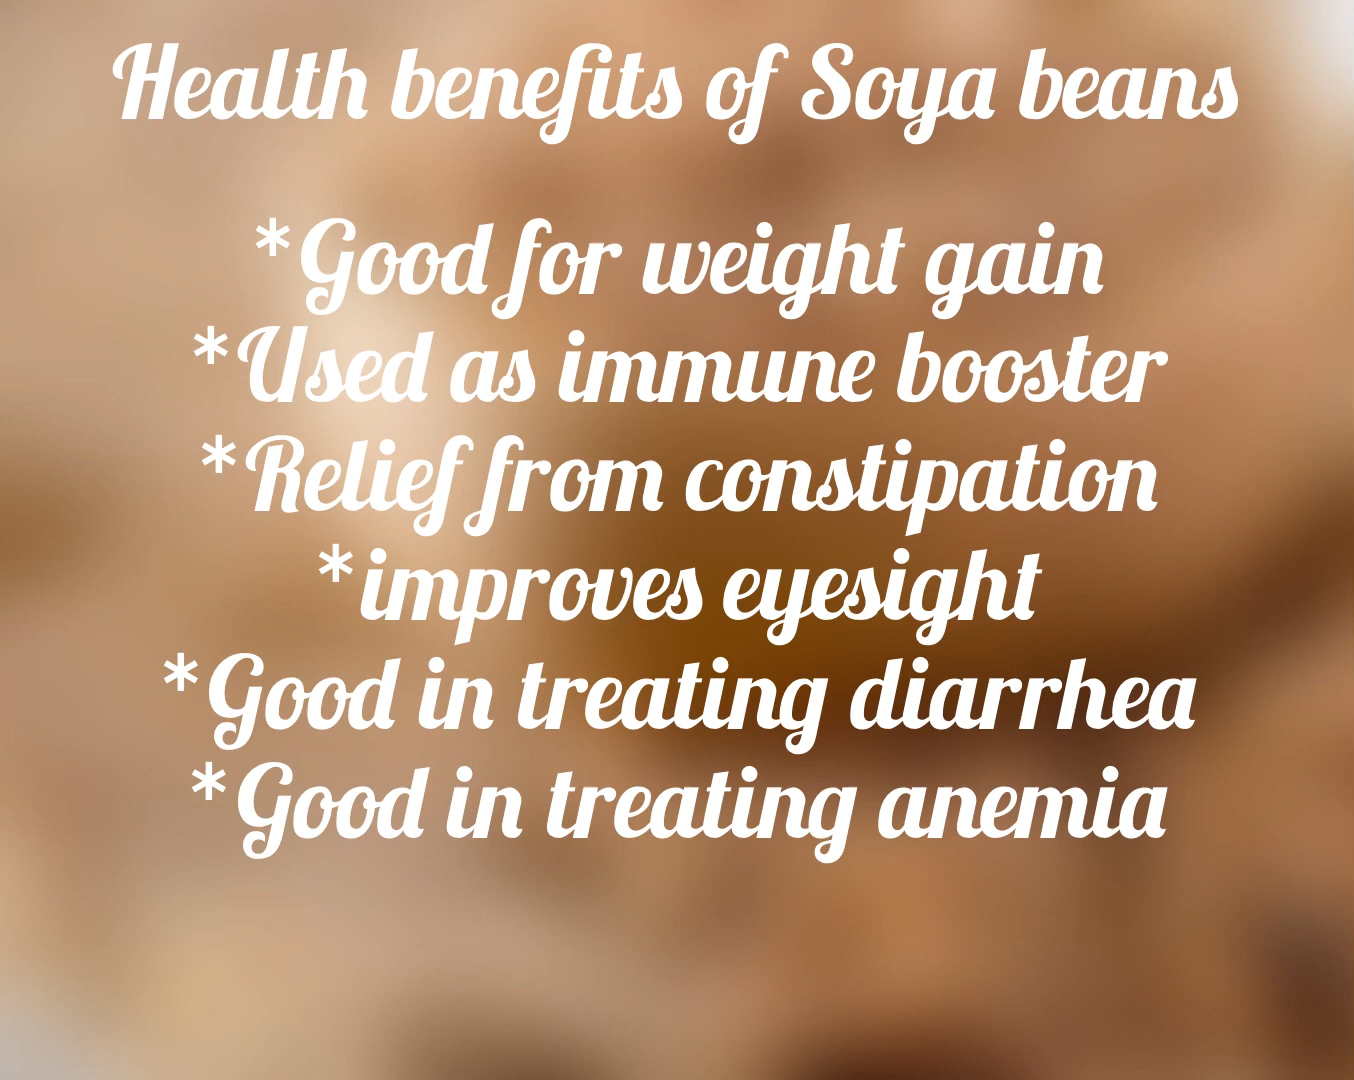 Health benefits of Soya beans
*Good for weight gain
*Used as immune booster
*Relief from constipation
*improves eyesight
*Good in treating diarrhea
*Good in treating anemia